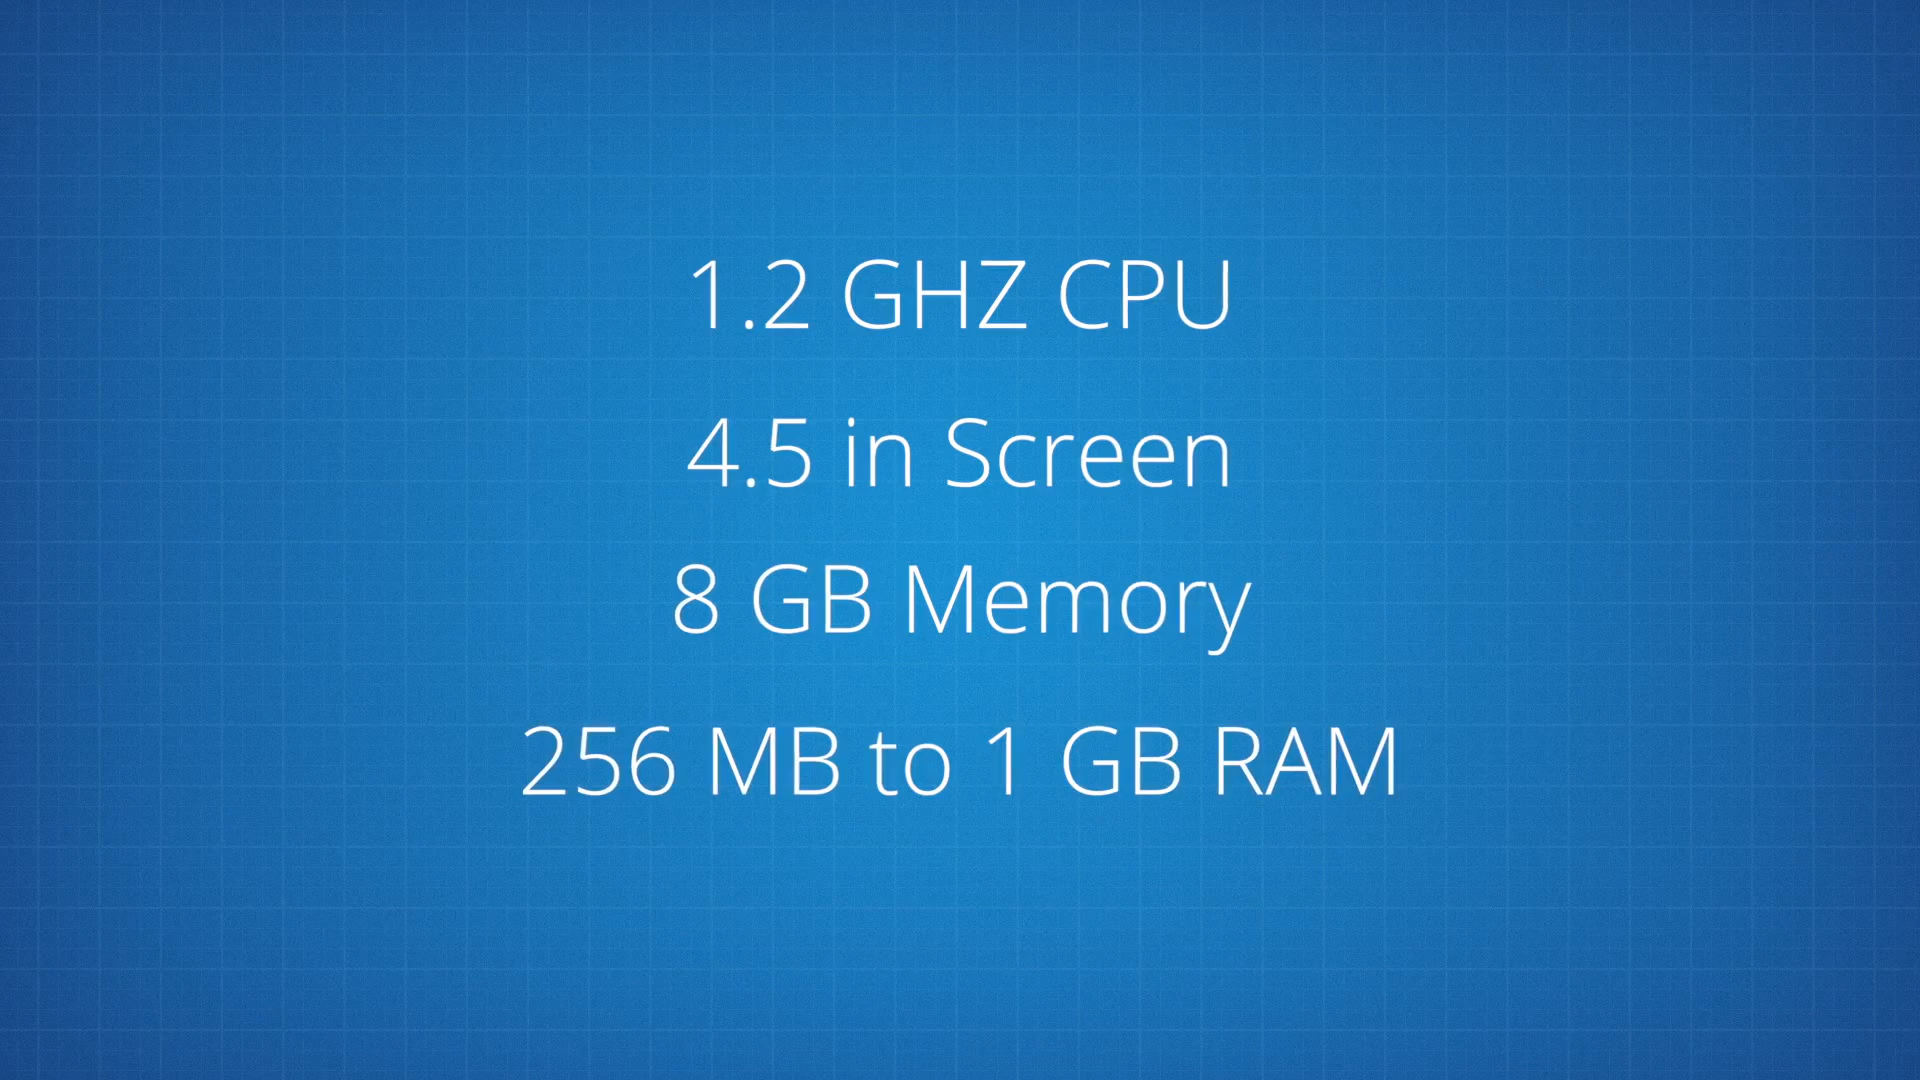 1.2 GHZ CPU
4.5 in Screen
8 GB Memory
256 MB to 1 GB RAM